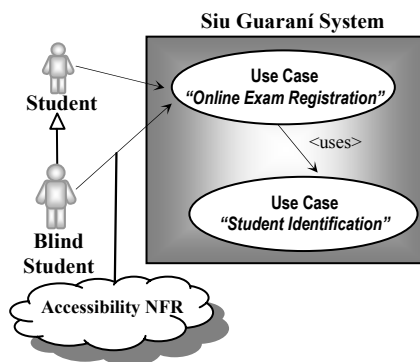 Siu Guaraní System
Student
Use Case
“Online Exam Registration”
<uses>
Use Case
“Student Identification”
Blind
Student
Accessibility NFR